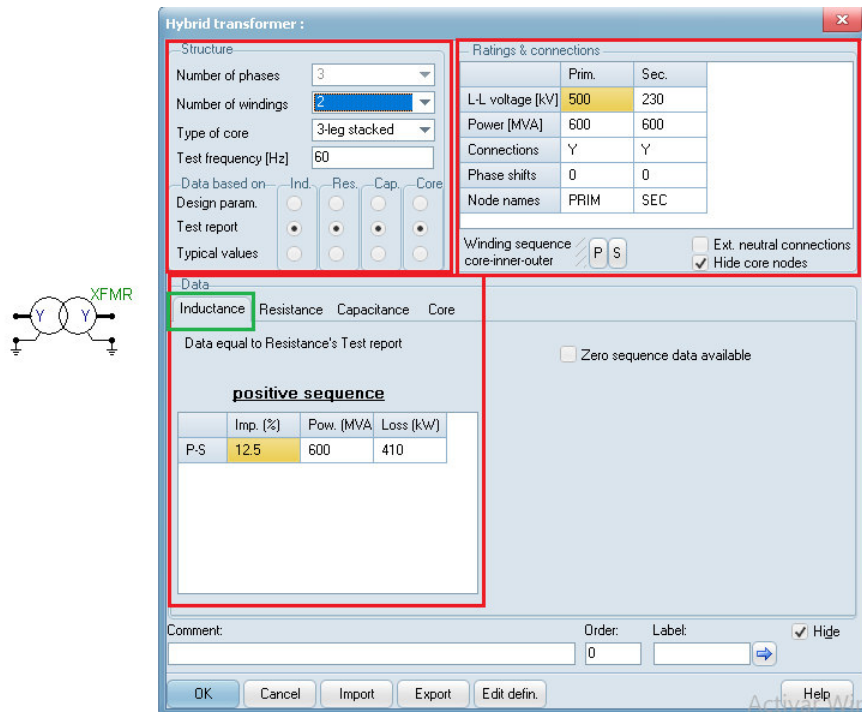 Hybrid transformer :
Structure
Number of phases 3
Number of windings 2
Type of core 3-leg stacked
Test frequency [Hz] 60
Data based on Ind. Res. Cap. Core
Design param.
Test report
Typical values
Ratings & connections
Prim. Sec.
L-L voltage [kV] 500 230
Power [MVA] 600 600
Connections Y Y
Phase shifts 0 0
Node names PRIM SEC
Winding sequence
core-inner-outer P S
Ext. neutral connections
Hide core nodes
XFMR
Y Y
Data
Inductance Resistance Capacitance Core
Data equal to Resistance's Test report
Zero sequence data available
positive sequence
Imp. (%) Pow. (MVA Loss (kW)
P-S 12.5 600 410
Comment: Order: Label: Hide
0
OK Cancel Import Export Edit defin. Help
Activar Win